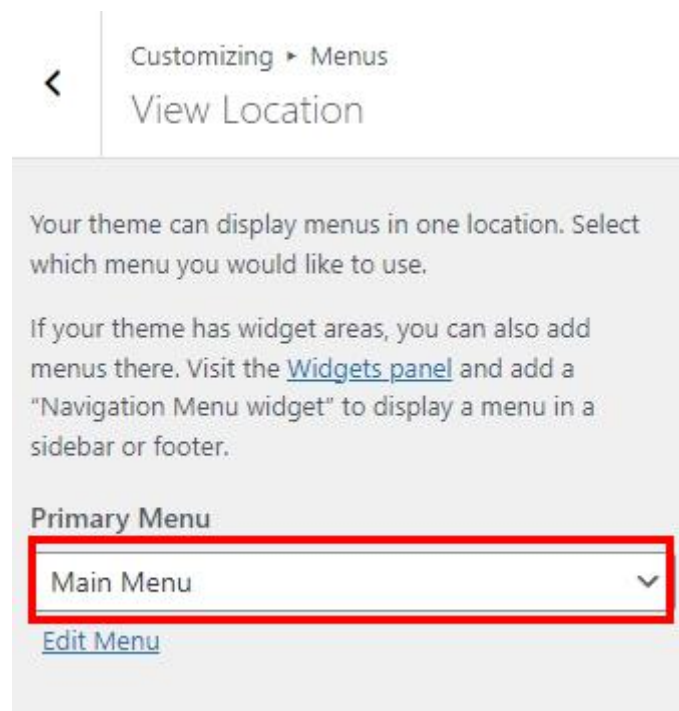 Customizing ▸ Menus
View Location
Your theme can display menus in one location. Select
which menu you would like to use.
If your theme has widget areas, you can also add
menus there. Visit the Widgets panel and add a
“Navigation Menu widget” to display a menu in a
sidebar or footer.
Primary Menu
Main Menu
Edit Menu